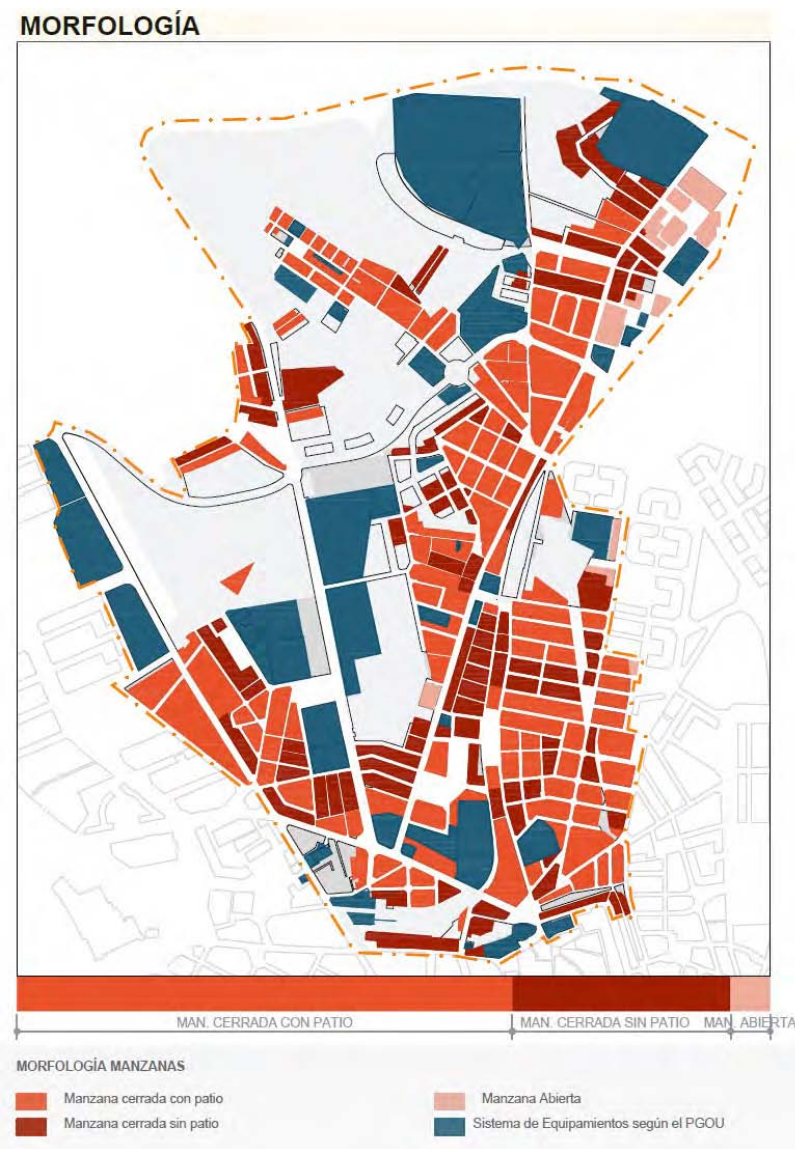 MORFOLOGÍA
MAN. CERRADA CON PATIO
MAN. CERRADA SIN PATIO
MAN. ABIERTA
MORFOLOGÍA MANZANAS
Manzana cerrada con patio
Manzana Abierta
Manzana cerrada sin patio
Sistema de Equipamientos según el PGOU